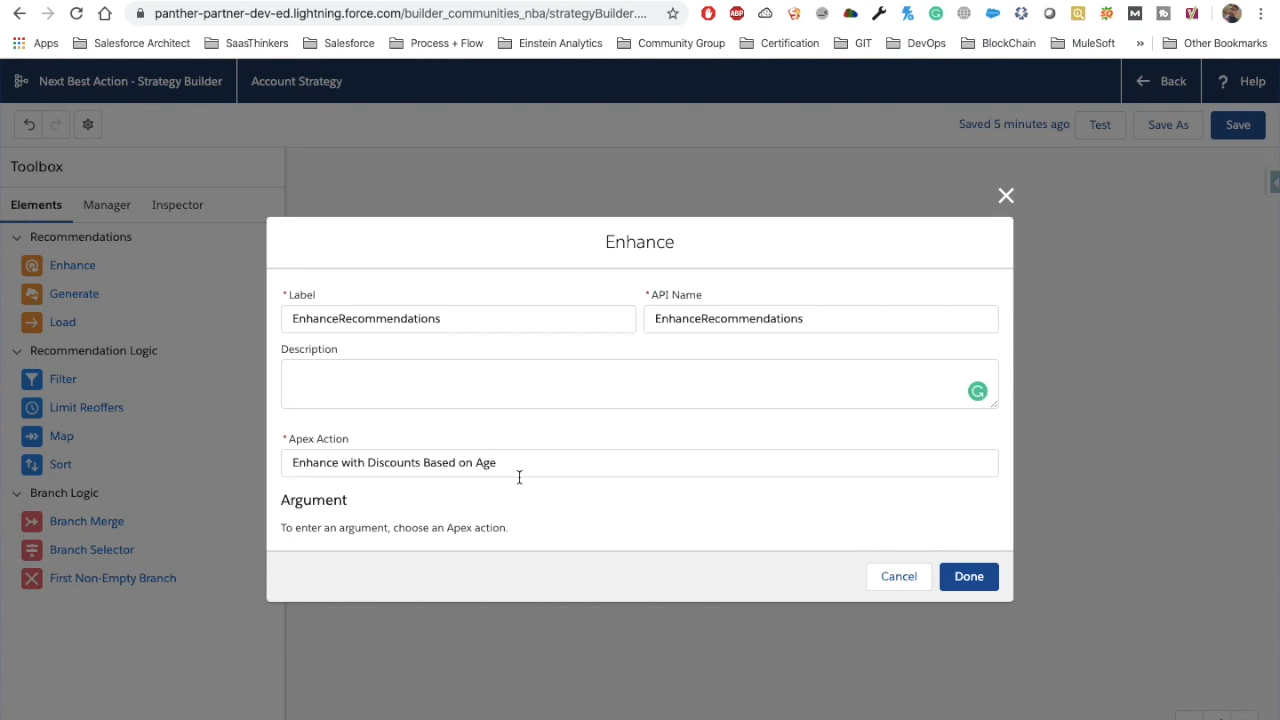 panther-partner-dev-ed.lightning.force.com/builder_communities_nba/strategyBuilder....
Apps Salesforce Architect SaasThinkers Salesforce Process + Flow Einstein Analytics Community Group Certification GIT DevOps BlockChain MuleSoft » Other Bookmarks
Next Best Action - Strategy Builder Account Strategy Back ? Help
Saved 5 minutes ago Test Save As Save
Toolbox
Elements Manager Inspector
Recommendations
Enhance
Generate
Load
Recommendation Logic
Filter
Limit Reoffers
Map
Sort
Branch Logic
Branch Merge
Branch Selector
First Non-Empty Branch
Enhance
* Label * API Name
EnhanceRecommendations EnhanceRecommendations
Description
* Apex Action
Enhance with Discounts Based on Age
Argument
To enter an argument, choose an Apex action.
Cancel Done